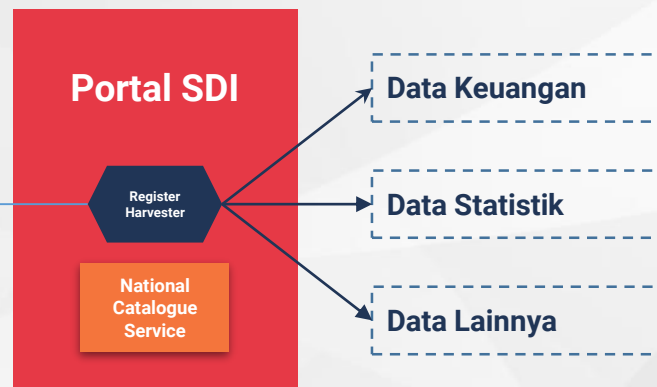 Portal SDI
Register
Harvester
National
Catalogue
Service
Data Keuangan
Data Statistik
Data Lainnya